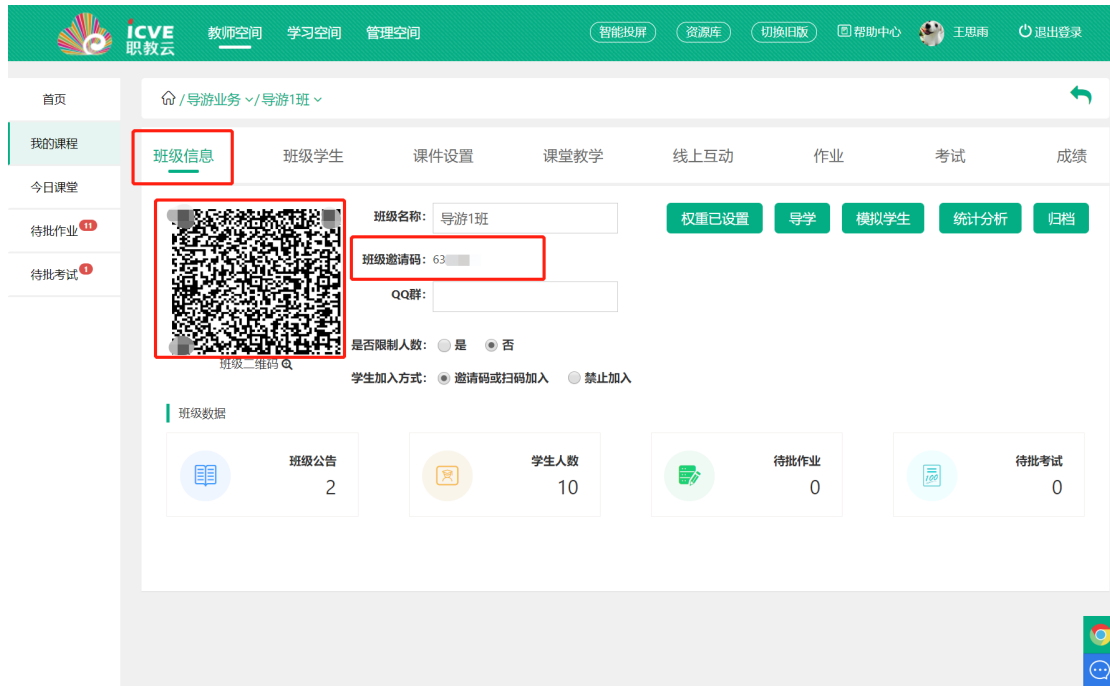 iCVE 职教云 教师空间 学习空间 管理空间 智能投屏 资源库 切换旧版 帮助中心 王思雨 退出登录
首页
我的课程
今日课堂
待批作业 11
待批考试 1
/导游业务 /导游1班
班级信息 班级学生 课件设置 课堂教学 线上互动 作业 考试 成绩
班级名称: 导游1班
权重已设置 导学 模拟学生 统计分析 归档
班级邀请码: 63
QQ群:
班级二维码
是否限制人数: 是 否
学生加入方式: 邀请码或扫码加入 禁止加入
班级数据
班级公告
2
学生人数
10
待批作业
0
100
待批考试
0